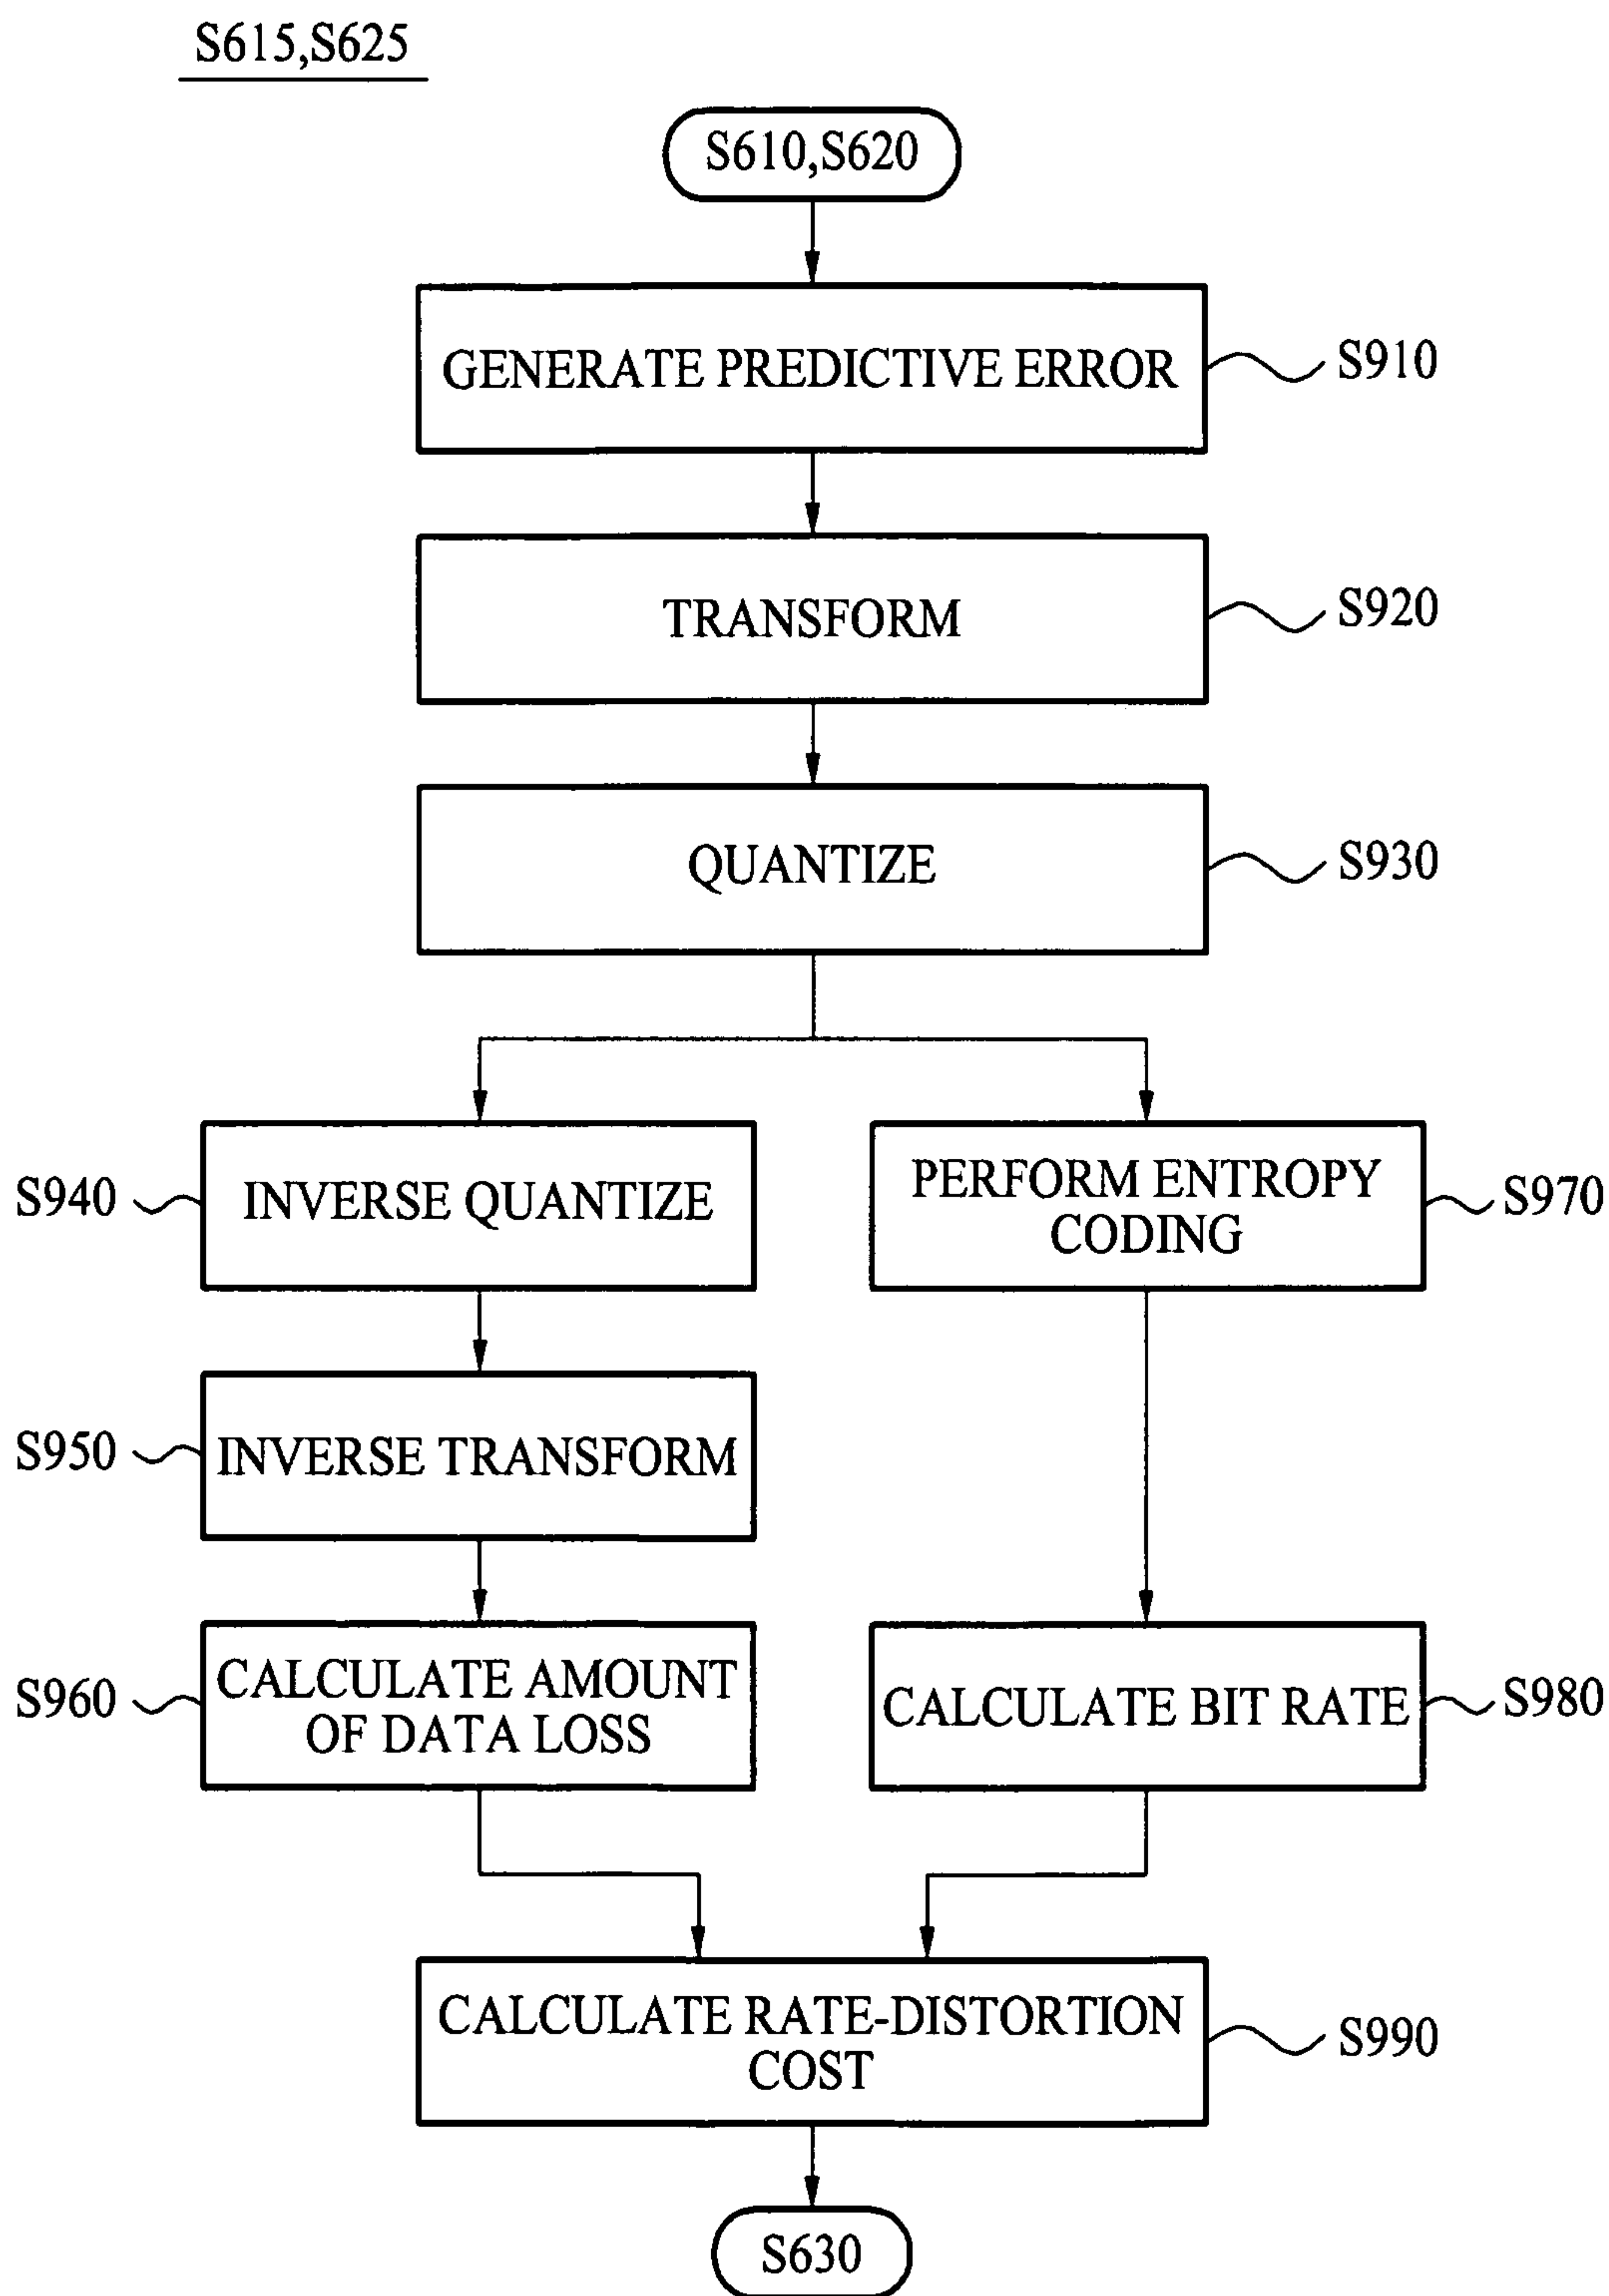 S615,S625
S610,S620
GENERATE PREDICTIVE ERROR
S910
TRANSFORM
S920
QUANTIZE
S930
S940
INVERSE QUANTIZE
PERFORM ENTROPY
CODING
S970
S950
INVERSE TRANSFORM
S960
CALCULATE AMOUNT
OF DATA LOSS
CALCULATE BIT RATE
S980
CALCULATE RATE-DISTORTION
COST
S990
S630